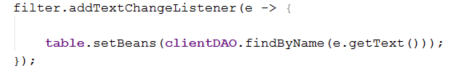 filter.addTextChangeListener(e -> {
table.setBeans(clientDAO.findByName(e.getText()));
});